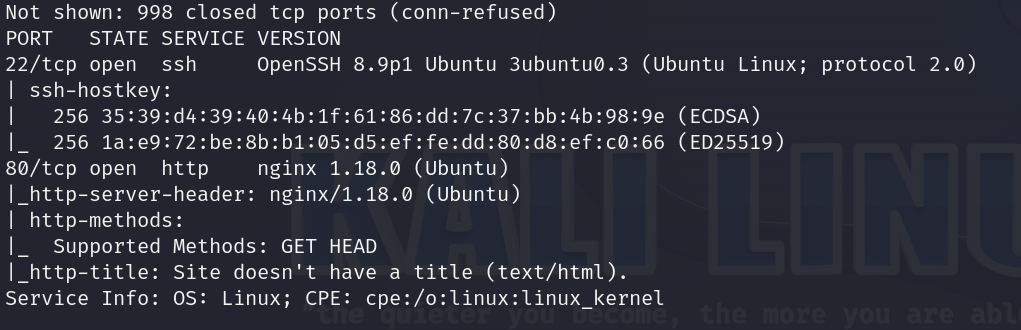 Not shown: 998 closed tcp ports (conn-refused)
PORT   STATE SERVICE VERSION
22/tcp open  ssh     OpenSSH 8.9p1 Ubuntu 3ubuntu0.3 (Ubuntu Linux; protocol 2.0)
| ssh-hostkey:
|   256 35:39:d4:39:40:4b:1f:61:86:dd:7c:37:bb:4b:98:9e (ECDSA)
|_  256 1a:e9:72:be:8b:b1:05:d5:ef:fe:dd:80:d8:ef:c0:66 (ED25519)
80/tcp open  http    nginx 1.18.0 (Ubuntu)
|_http-server-header: nginx/1.18.0 (Ubuntu)
| http-methods:
|_  Supported Methods: GET HEAD
|_http-title: Site doesn't have a title (text/html).
Service Info: OS: Linux; CPE: cpe:/o:linux:linux_kernel
KALI LINU
"the quieter you become, the more you are abl